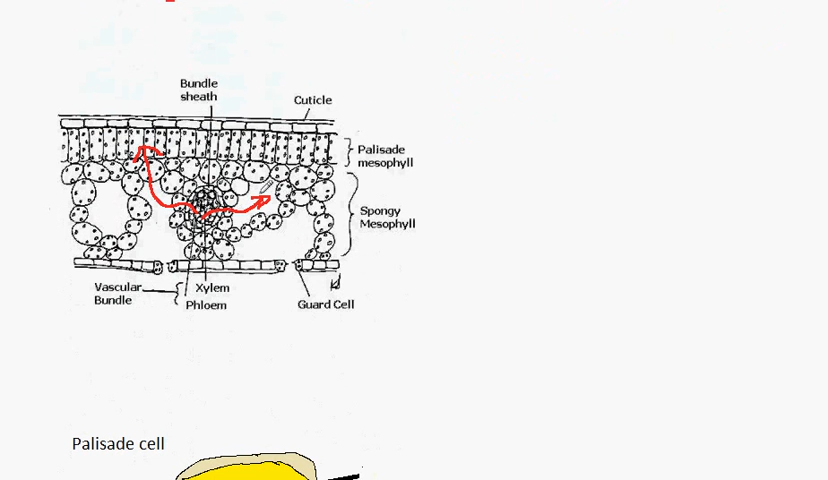 Bundle
sheath
Cuticle
Palisade
mesophyll
Spongy
Mesophyll
Vascular
Bundle
Xylem
Phloem
Guard Cell
Palisade cell